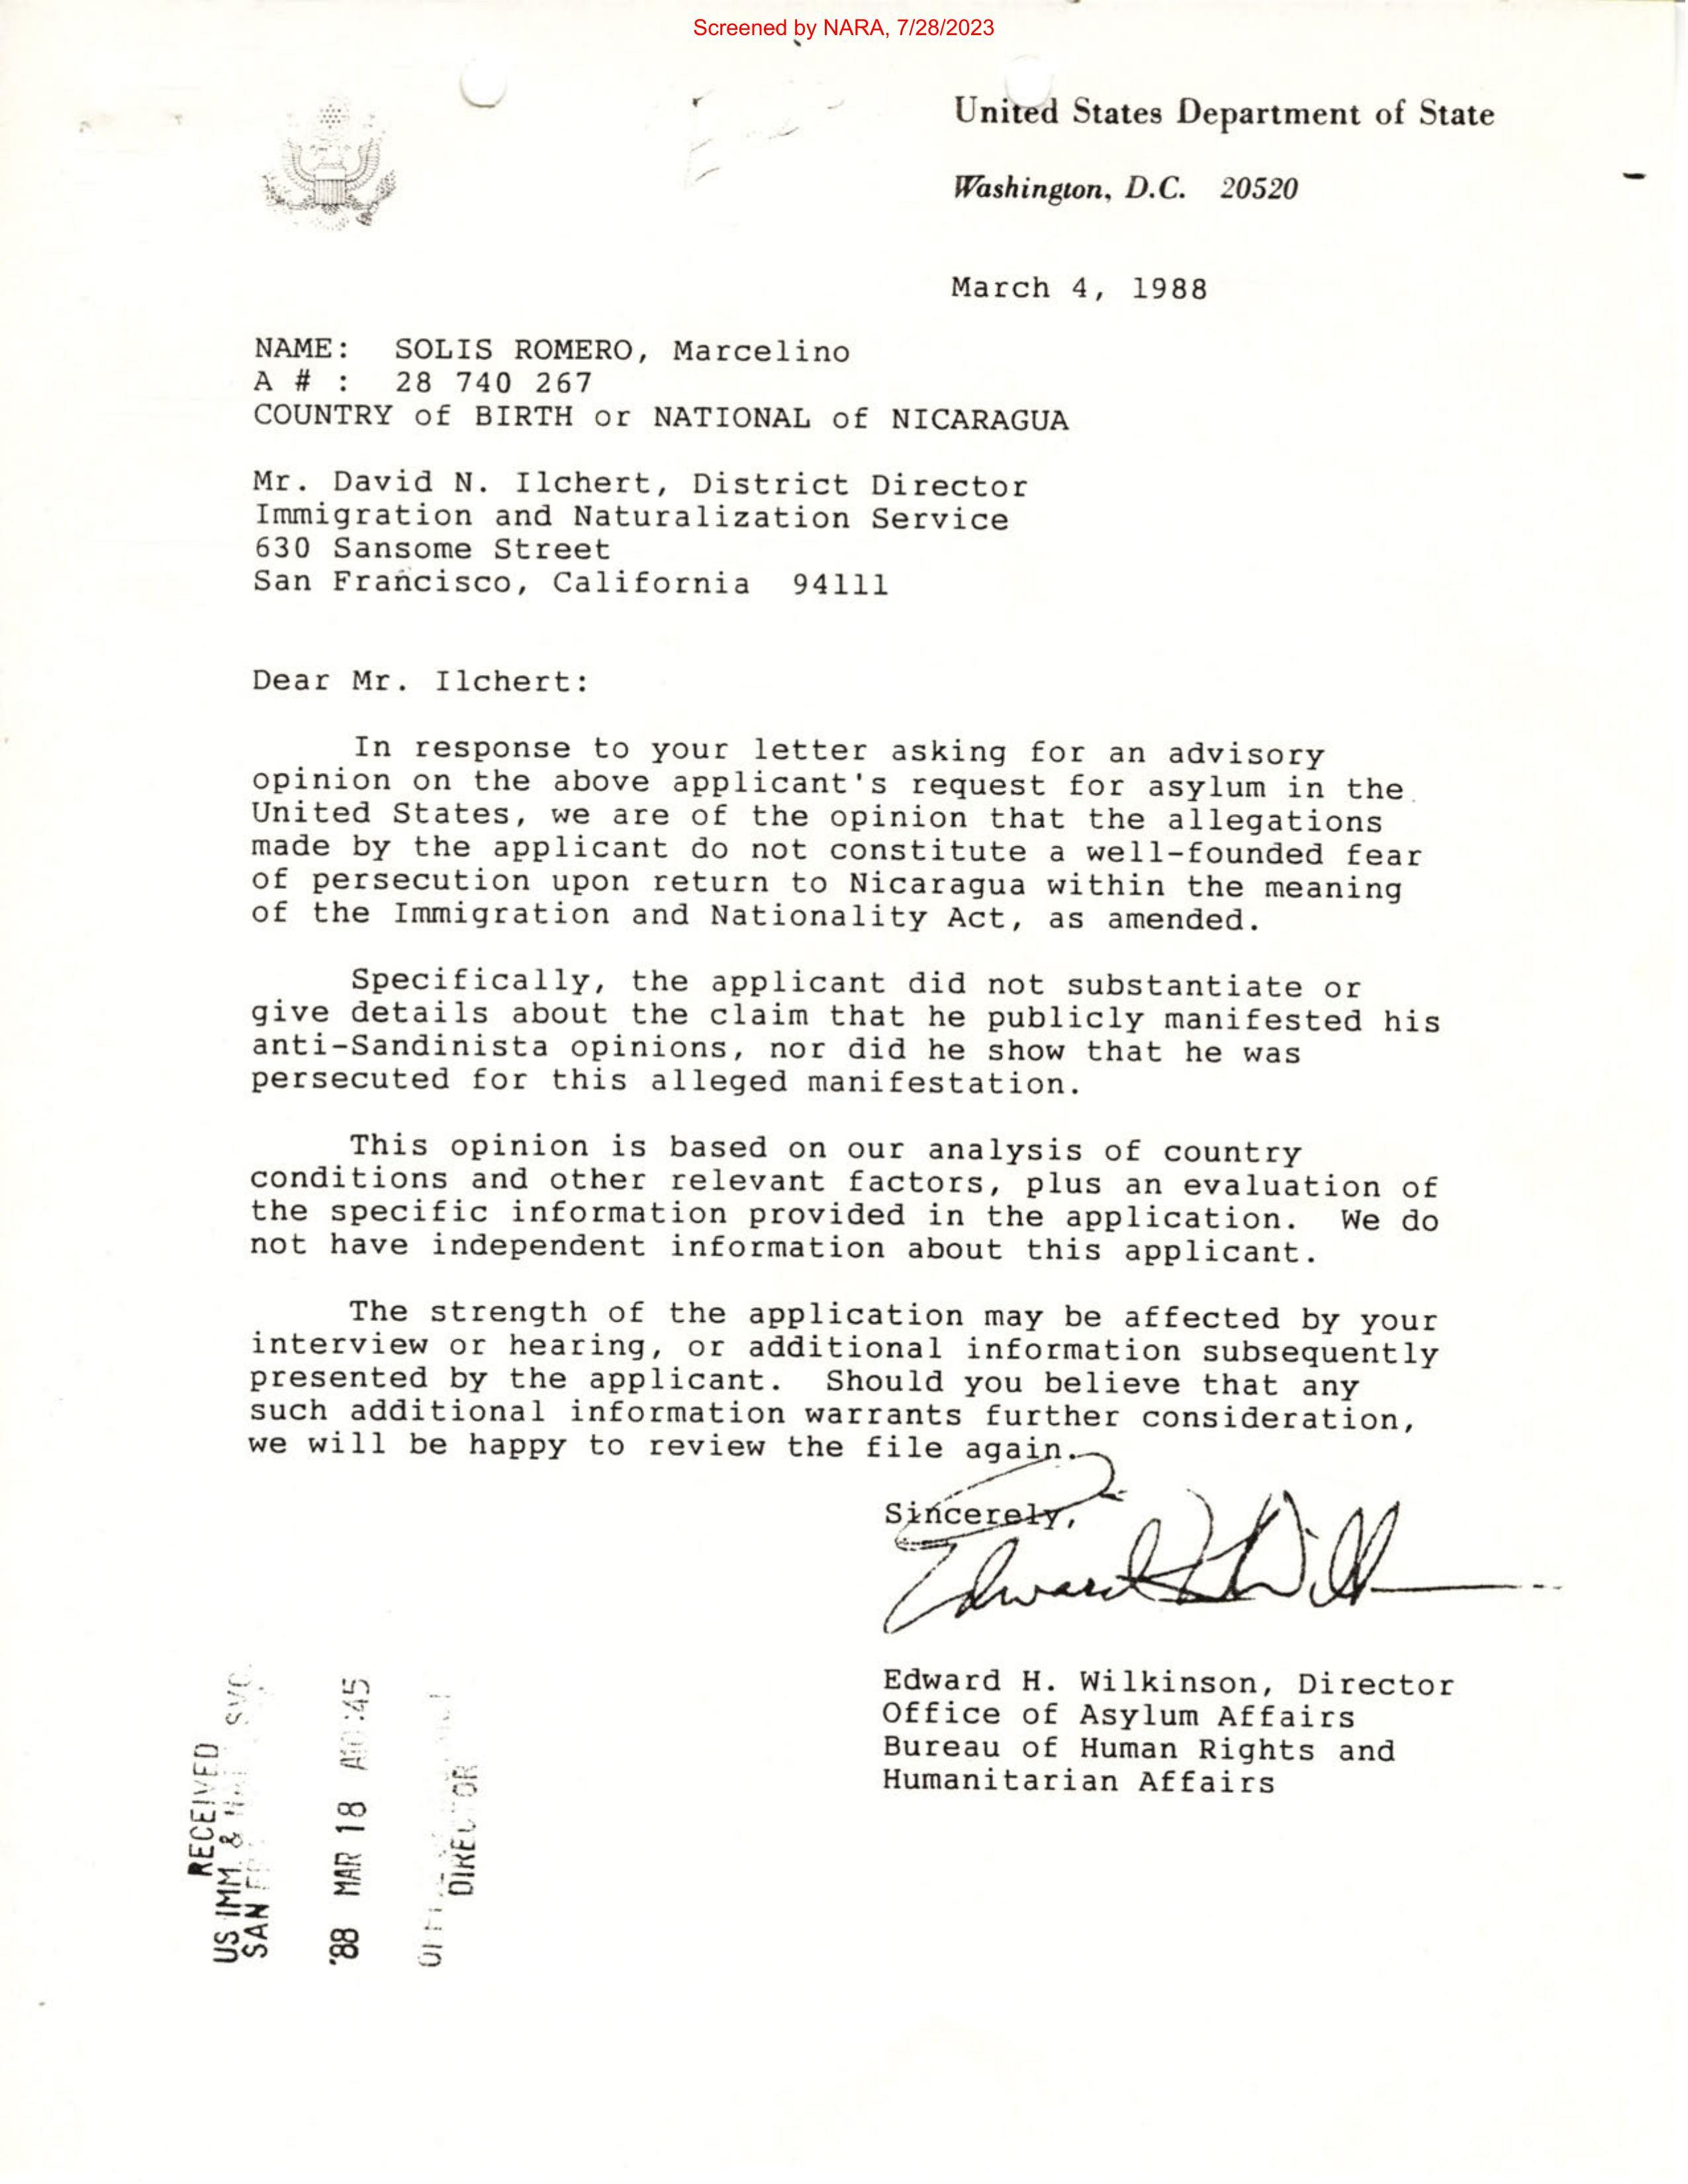 Screened by NARA, 7/28/2023
United States Department of State
Washington, D.C. 20520
March 4, 1988
NAME: SOLIS ROMERO, Marcelino
A # : 28 740 267
COUNTRY of BIRTH or NATIONAL of NICARAGUA
Mr. David N. Ilchert, District Director
Immigration and Naturalization Service
630 Sansome Street
San Francisco, California 94111
Dear Mr. Ilchert:
In response to your letter asking for an advisory
opinion on the above applicant's request for asylum in the
United States, we are of the opinion that the allegations
made by the applicant do not constitute a well-founded fear
of persecution upon return to Nicaragua within the meaning
of the Immigration and Nationality Act, as amended.
Specifically, the applicant did not substantiate or
give details about the claim that he publicly manifested his
anti-Sandinista opinions, nor did he show that he was
persecuted for this alleged manifestation.
This opinion is based on our analysis of country
conditions and other relevant factors, plus an evaluation of
the specific information provided in the application. We do
not have independent information about this applicant.
The strength of the application may be affected by your
interview or hearing, or additional information subsequently
presented by the applicant. Should you believe that any
such additional information warrants further consideration,
we will be happy to review the file again.
Sincerely,
Edward H. Wilkinson, Director
Office of Asylum Affairs
Bureau of Human Rights and
Humanitarian Affairs
RECEIVED
US IMM. & SVC.
SAN
'88 MAR 18
DIRECTOR